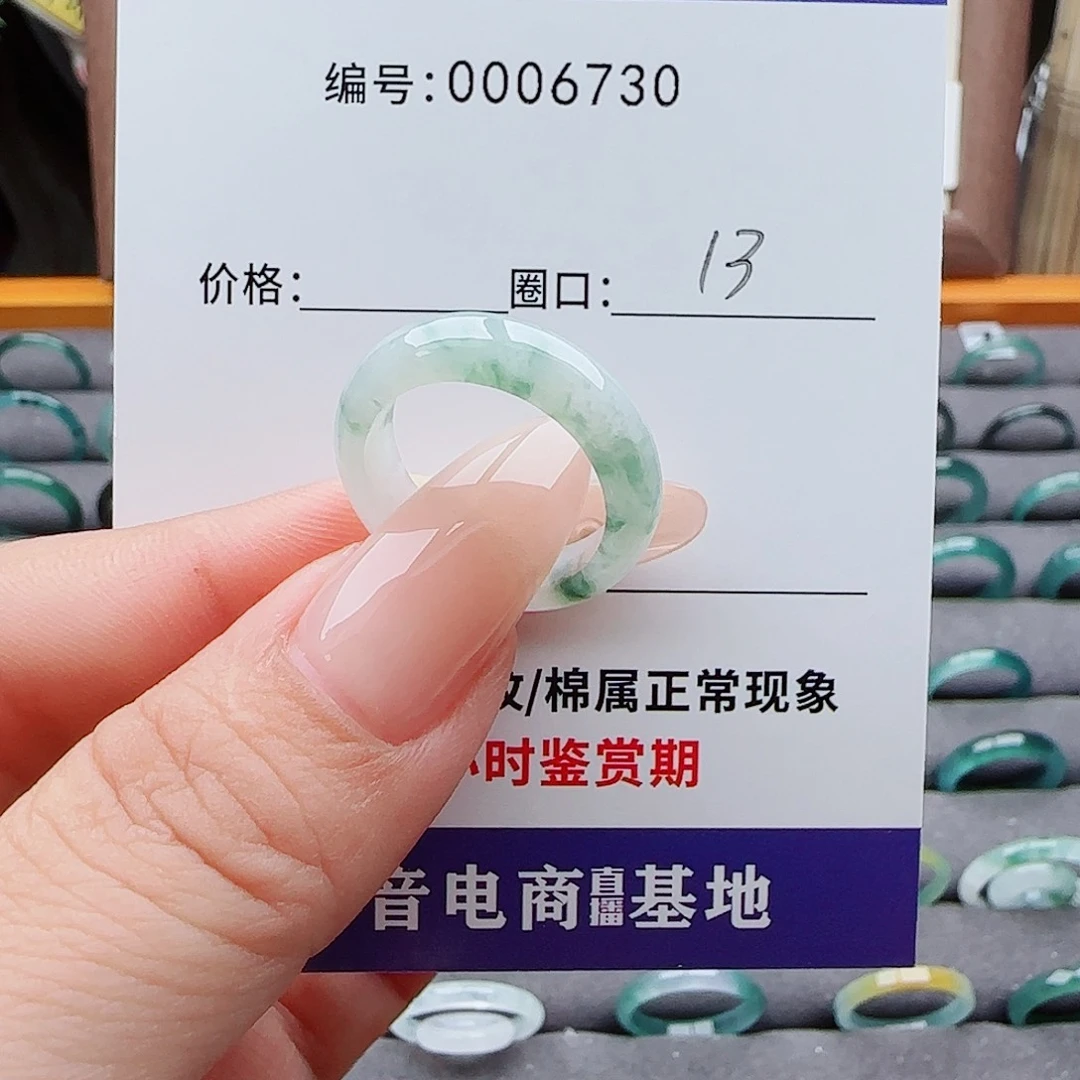 编号:0006730
价格: 圈口: 13
/棉属正常现象
时鉴赏期
音电商直播基地